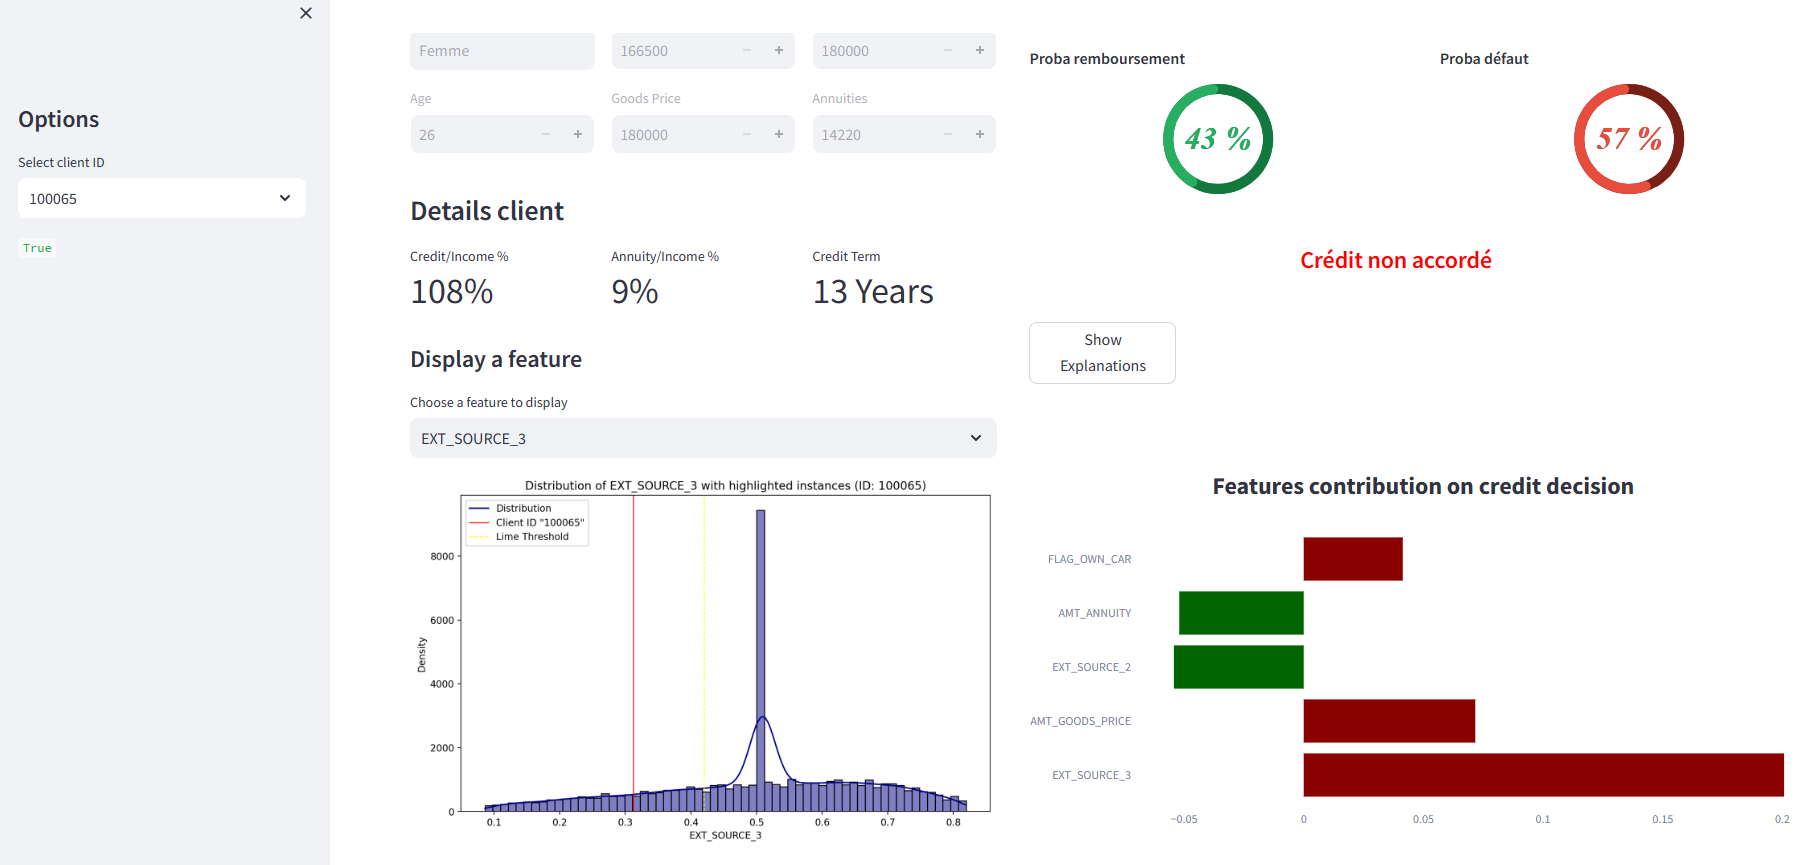 Options
Select client ID
100065
True
Femme
166500
180000
Age
Goods Price
Annuities
26
180000
14220
Details client
Credit/Income %
Annuity/Income %
Credit Term
108%
9%
13 Years
Display a feature
Choose a feature to display
EXT_SOURCE_3
Distribution of EXT_SOURCE_3 with highlighted instances (ID: 100065)
Distribution
Client ID "100065"
Lime Threshold
Density
8000
6000
4000
2000
0
0.1
0.2
0.3
0.4
0.5
0.6
0.7
0.8
EXT_SOURCE_3
Proba remboursement
Proba défaut
43 %
57 %
Crédit non accordé
Show
Explanations
Features contribution on credit decision
FLAG_OWN_CAR
AMT_ANNUITY
EXT_SOURCE_2
AMT_GOODS_PRICE
EXT_SOURCE_3
−0.05
0
0.05
0.1
0.15
0.2